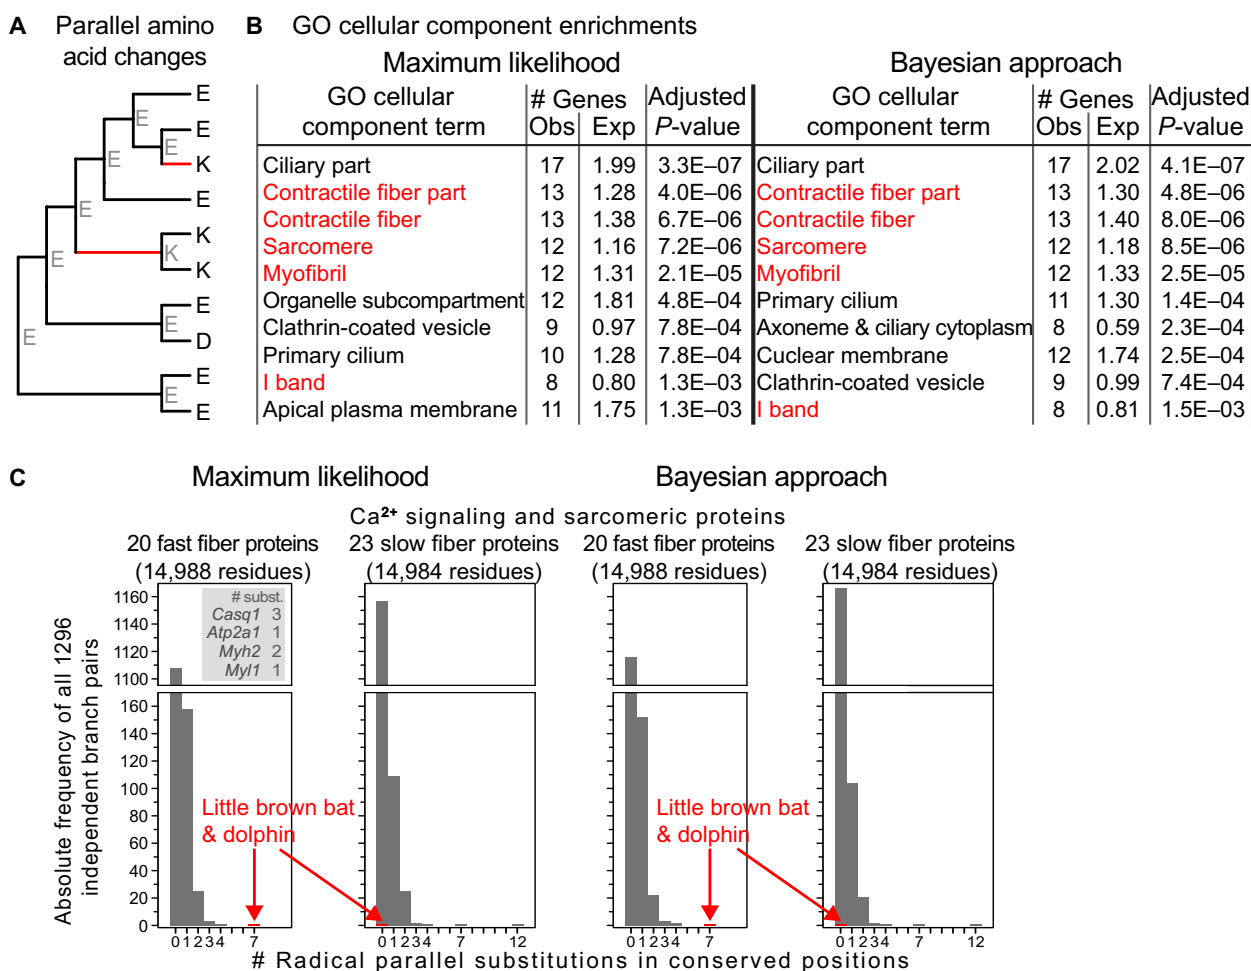 A Parallel amino acid changes
E
E
E
E
K
E
E
E
K
E
K
K
E
E
E
D
E
E
E
E
B GO cellular component enrichments
Maximum likelihood
Bayesian approach
GO cellular component term # Genes Obs Exp Adjusted P-value
Ciliary part 17 1.99 3.3E–07
Contractile fiber part 13 1.28 4.0E–06
Contractile fiber 13 1.38 6.7E–06
Sarcomere 12 1.16 7.2E–06
Myofibril 12 1.31 2.1E–05
Organelle subcompartment 12 1.81 4.8E–04
Clathrin-coated vesicle 9 0.97 7.8E–04
Primary cilium 10 1.28 7.8E–04
I band 8 0.80 1.3E–03
Apical plasma membrane 11 1.75 1.3E–03
GO cellular component term # Genes Obs Exp Adjusted P-value
Ciliary part 17 2.02 4.1E–07
Contractile fiber part 13 1.30 4.8E–06
Contractile fiber 13 1.40 8.0E–06
Sarcomere 12 1.18 8.5E–06
Myofibril 12 1.33 2.5E–05
Primary cilium 11 1.30 1.4E–04
Axoneme & ciliary cytoplasm 8 0.59 2.3E–04
Cuclear membrane 12 1.74 2.5E–04
Clathrin-coated vesicle 9 0.99 7.4E–04
I band 8 0.81 1.5E–03
C Maximum likelihood Bayesian approach
Ca²⁺ signaling and sarcomeric proteins
20 fast fiber proteins 23 slow fiber proteins 20 fast fiber proteins 23 slow fiber proteins
(14,988 residues) (14,984 residues) (14,988 residues) (14,984 residues)
Absolute frequency of all 1296
independent branch pairs
1160
1140
1120
1100
160
140
120
100
80
60
40
20
0
# subst.
Casq1 3
Atp2a1 1
Myh2 2
Myl1 1
Little brown bat
& dolphin
Little brown bat
& dolphin
0 1 2 3 4 7
0 1 2 3 4 7 12
0 1 2 3 4 7
0 1 2 3 4 7 12
# Radical parallel substitutions in conserved positions